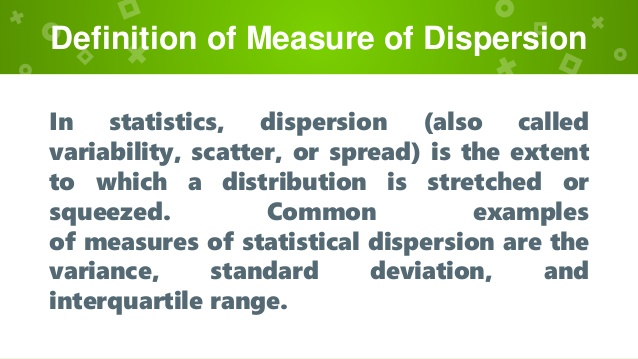 Definition of Measure of Dispersion
In statistics, dispersion (also called
variability, scatter, or spread) is the extent
to which a distribution is stretched or
squeezed. Common examples
of measures of statistical dispersion are the
variance, standard deviation, and
interquartile range.